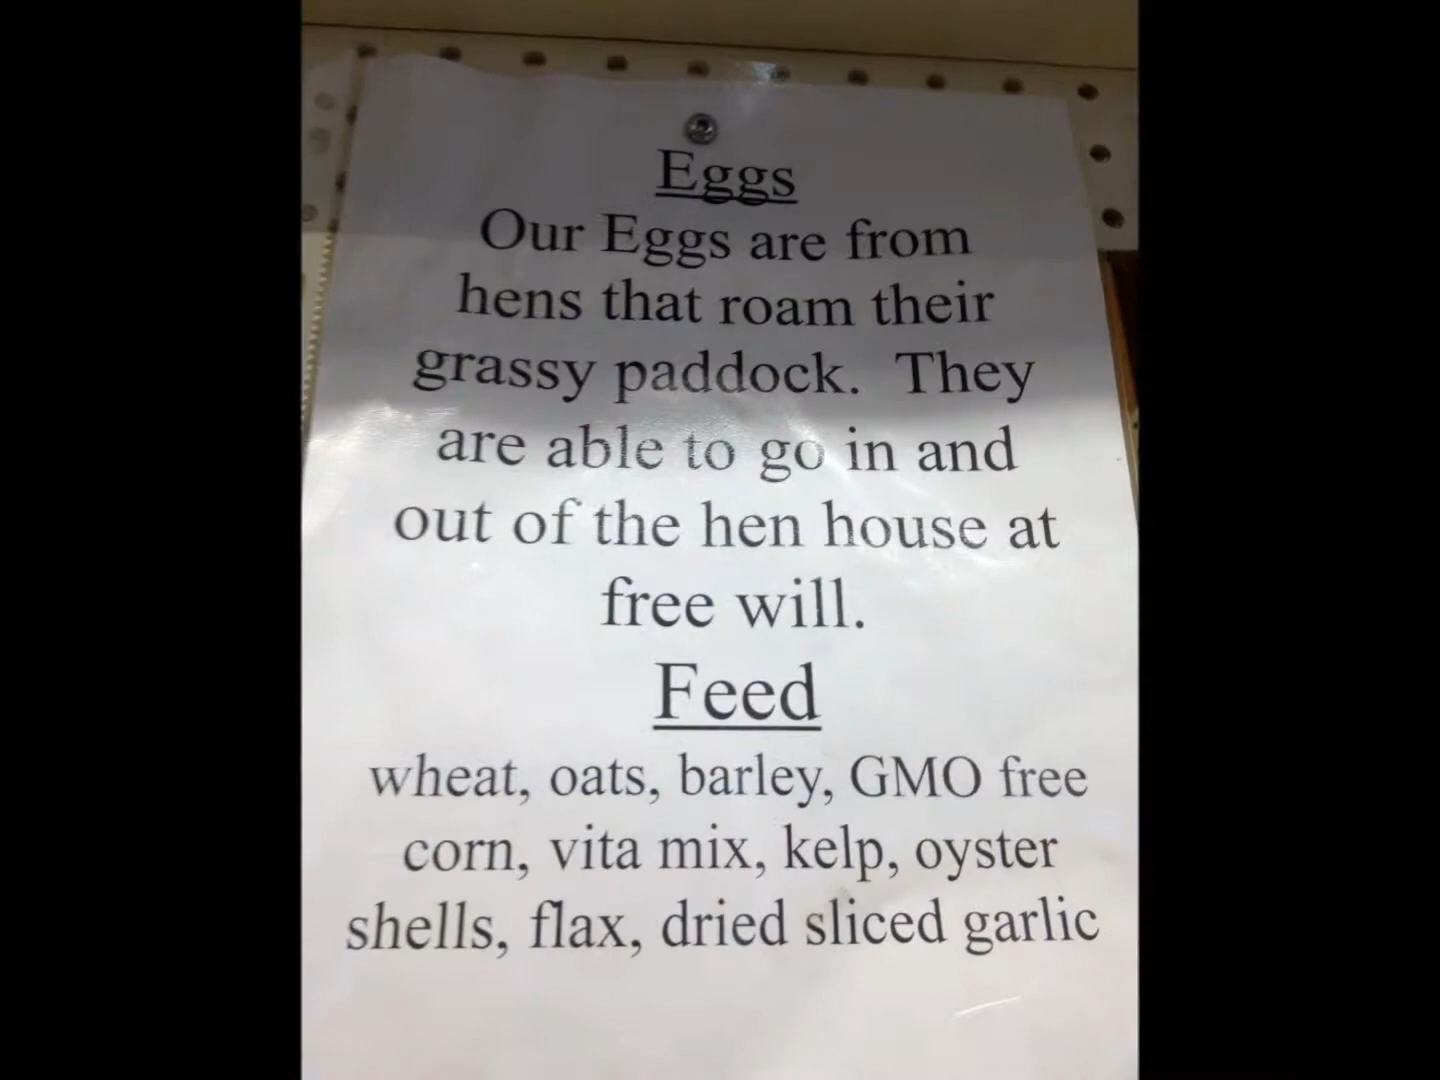 Eggs
Our Eggs are from
hens that roam their
grassy paddock. They
are able to go in and
out of the hen house at
free will.
Feed
wheat, oats, barley, GMO free
corn, vita mix, kelp, oyster
shells, flax, dried sliced garlic